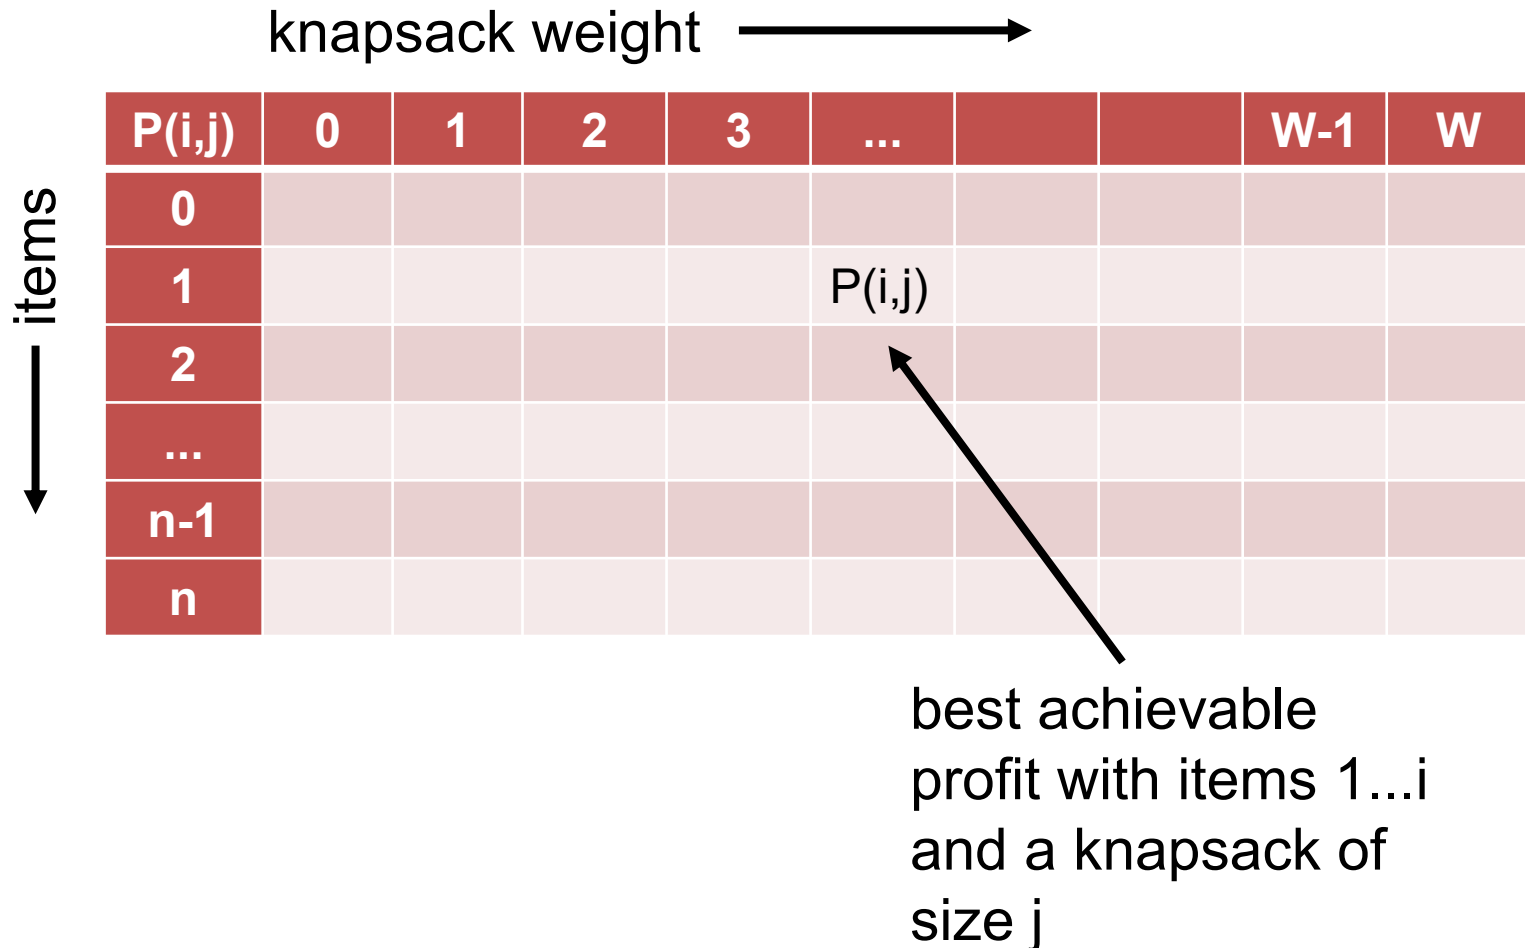 knapsack weight
P(i,j) 0 1 2 3 ... W-1 W
items
0
1 P(i,j)
2
...
n-1
n
best achievable
profit with items 1...i
and a knapsack of
size j